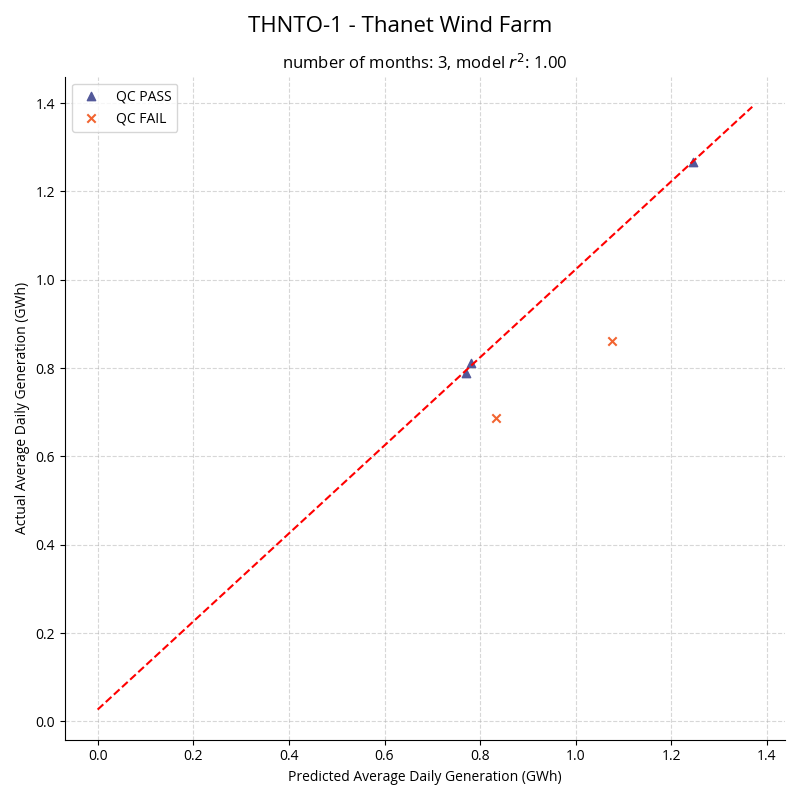 THNTO-1 - Thanet Wind Farm
number of months: 3, model r²: 1.00
QC PASS
QC FAIL
1.4
1.2
1.0
0.8
0.6
0.4
0.2
0.0
Actual Average Daily Generation (GWh)
0.0 0.2 0.4 0.6 0.8 1.0 1.2 1.4
Predicted Average Daily Generation (GWh)